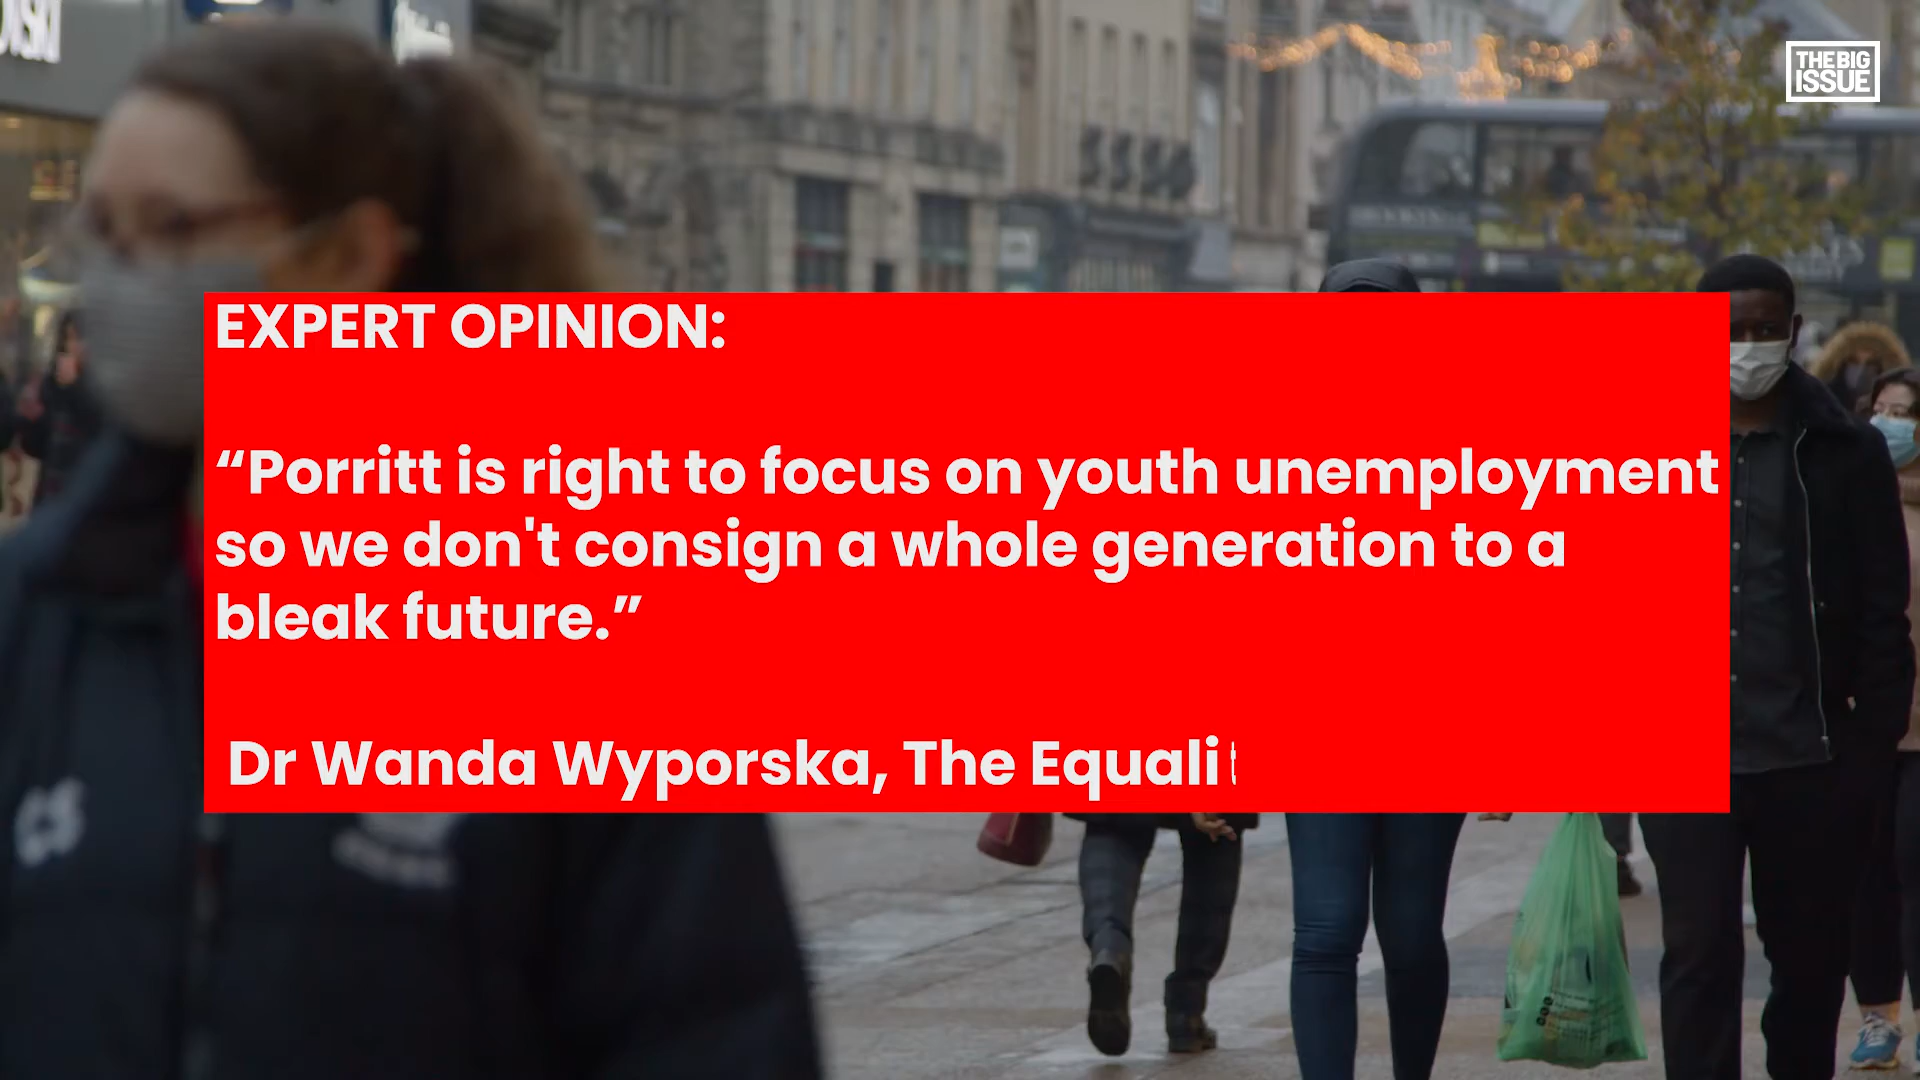 THE BIG
ISSUE
EXPERT OPINION:
“Porritt is right to focus on youth unemployment
so we don't consign a whole generation to a
bleak future.”
Dr Wanda Wyporska, The Equalit